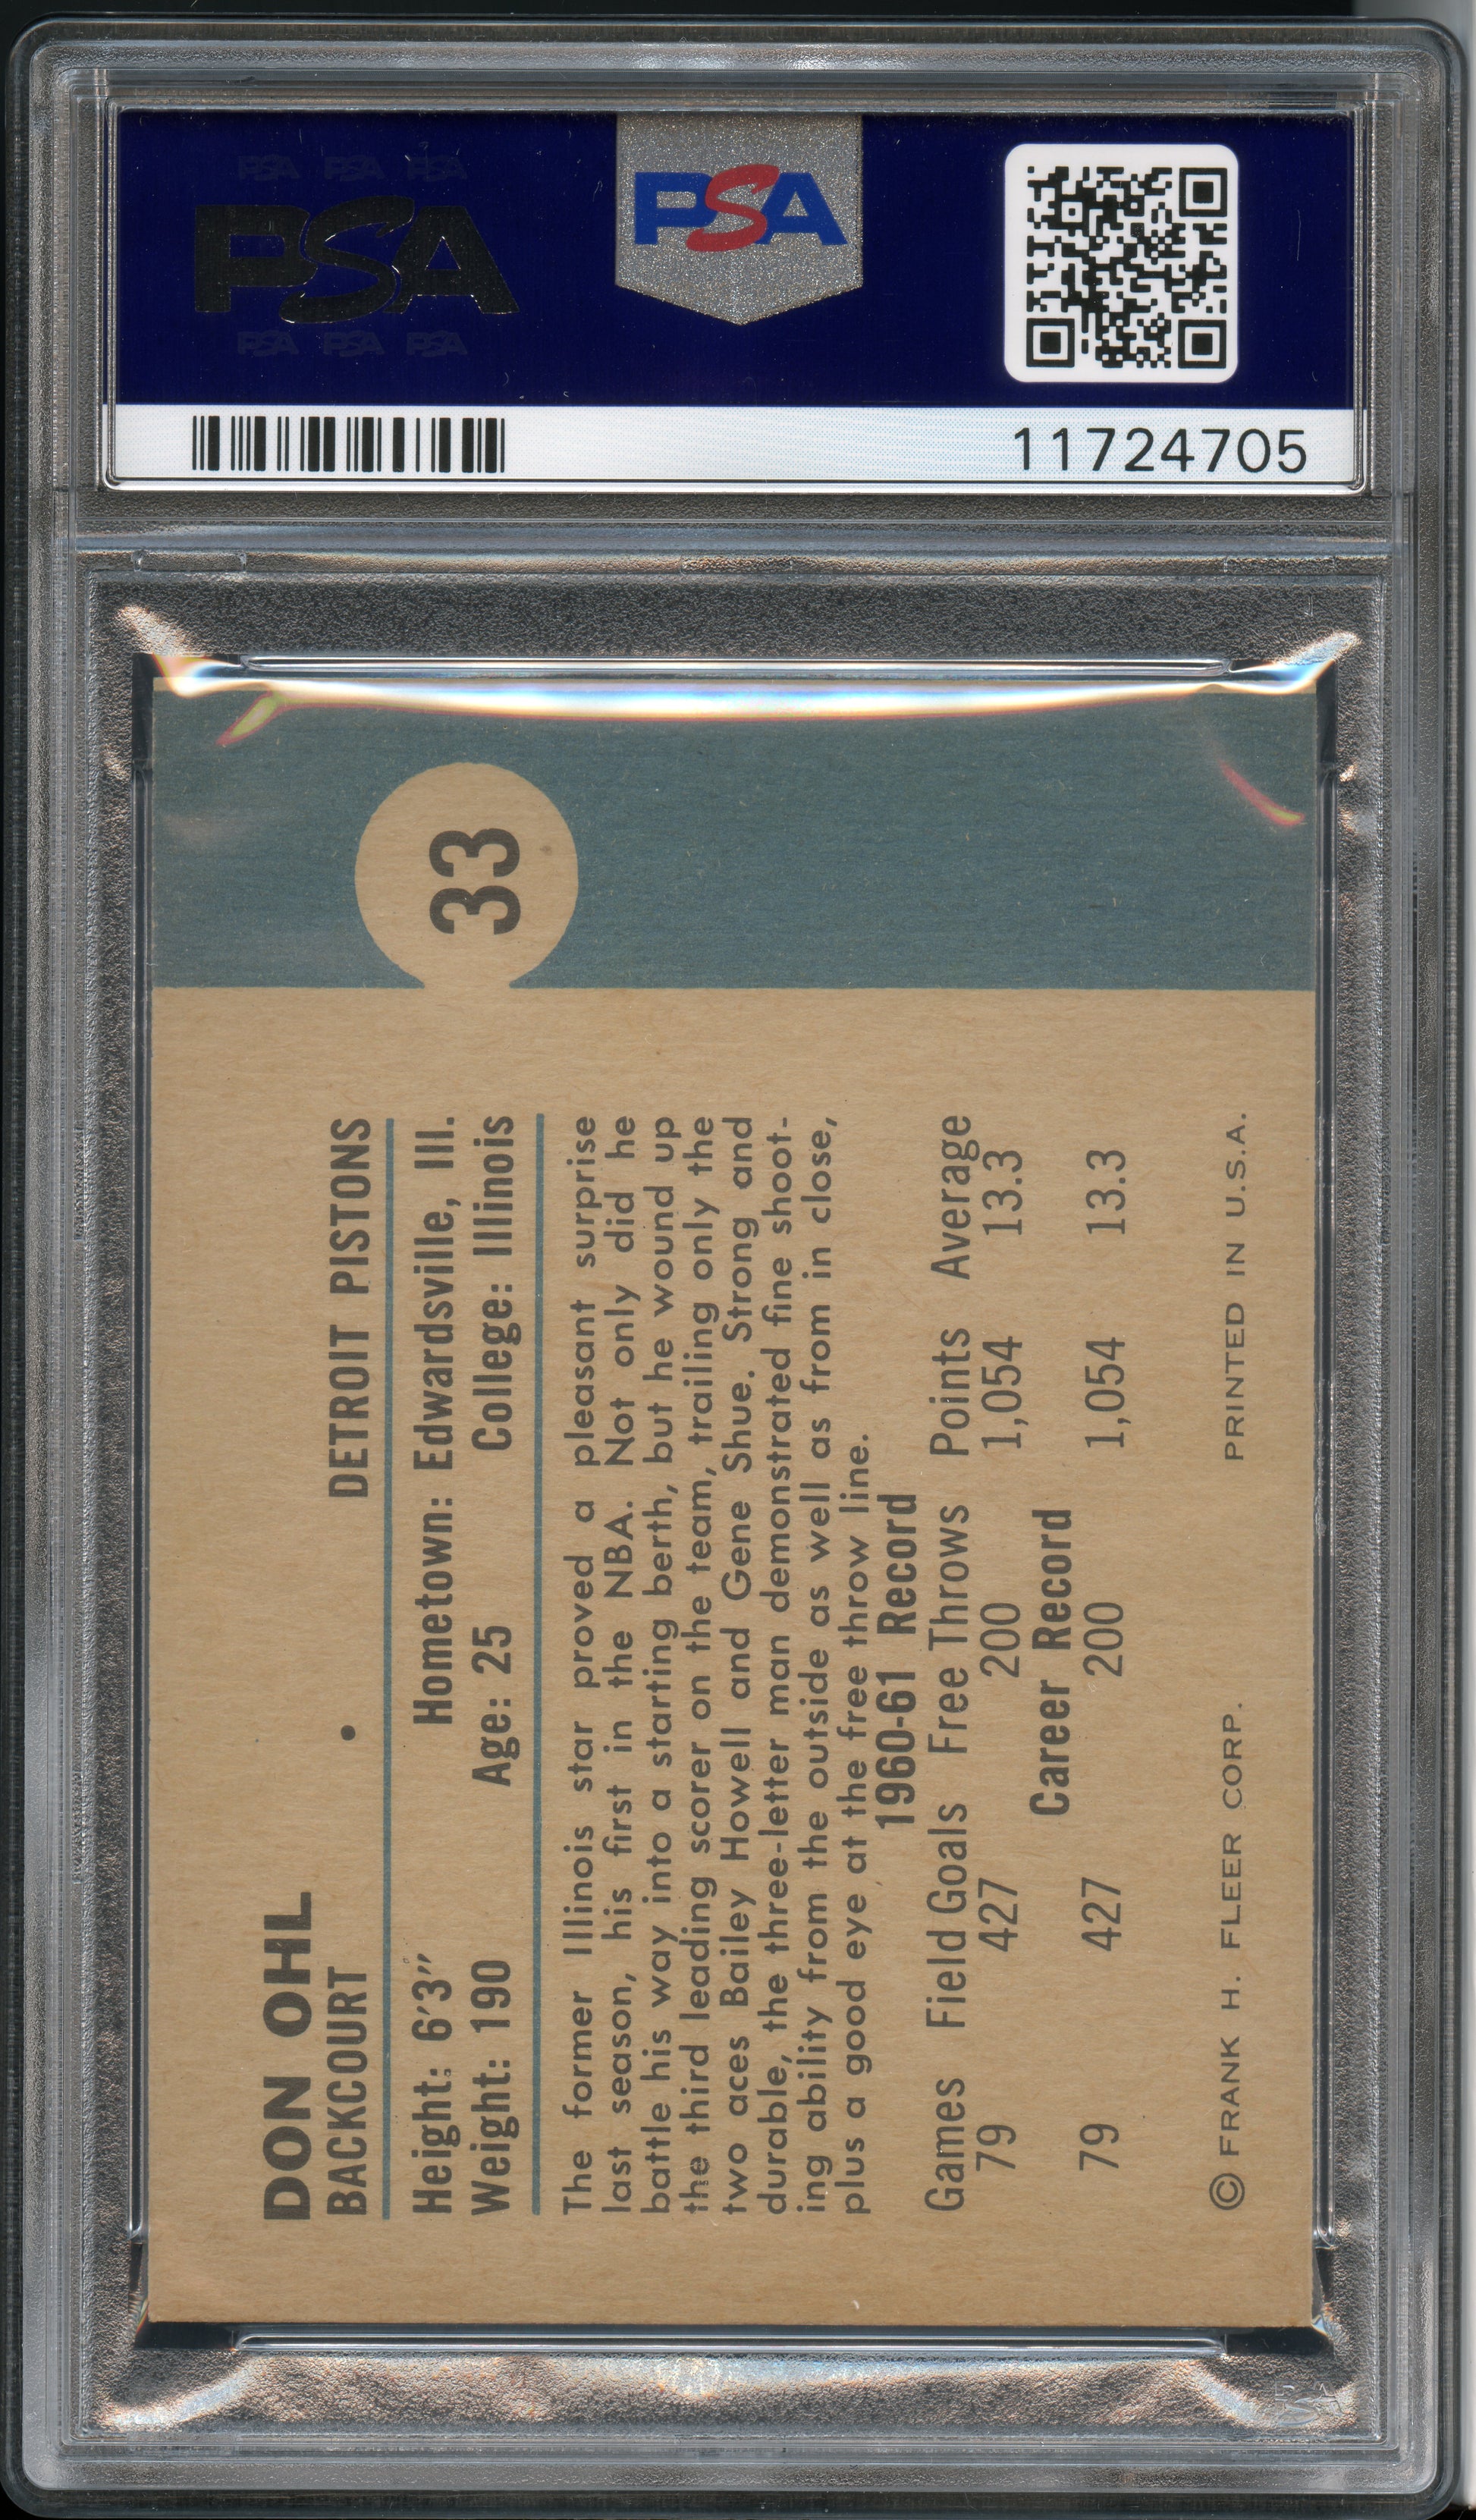 PSA PSA PSA
PSA
PSA PSA PSA
PSA
11724705
33
DON OHL
BACKCOURT • DETROIT PISTONS
Height: 6'3" Hometown: Edwardsville, Ill.
Weight: 190 Age: 25 College: Illinois
The former Illinois star proved a pleasant surprise
last season, his first in the NBA. Not only did he
battle his way into a starting berth, but he wound up
the third leading scorer on the team, trailing only the
two aces Bailey Howell and Gene Shue. Strong and
durable, the three-letter man demonstrated fine shoot-
ing ability from the outside as well as from in close,
plus a good eye at the free throw line.
1960-61 Record
Games Field Goals Free Throws Points Average
79 427 200 1,054 13.3
Career Record
79 427 200 1,054 13.3
© FRANK H. FLEER CORP. PRINTED IN U.S.A.